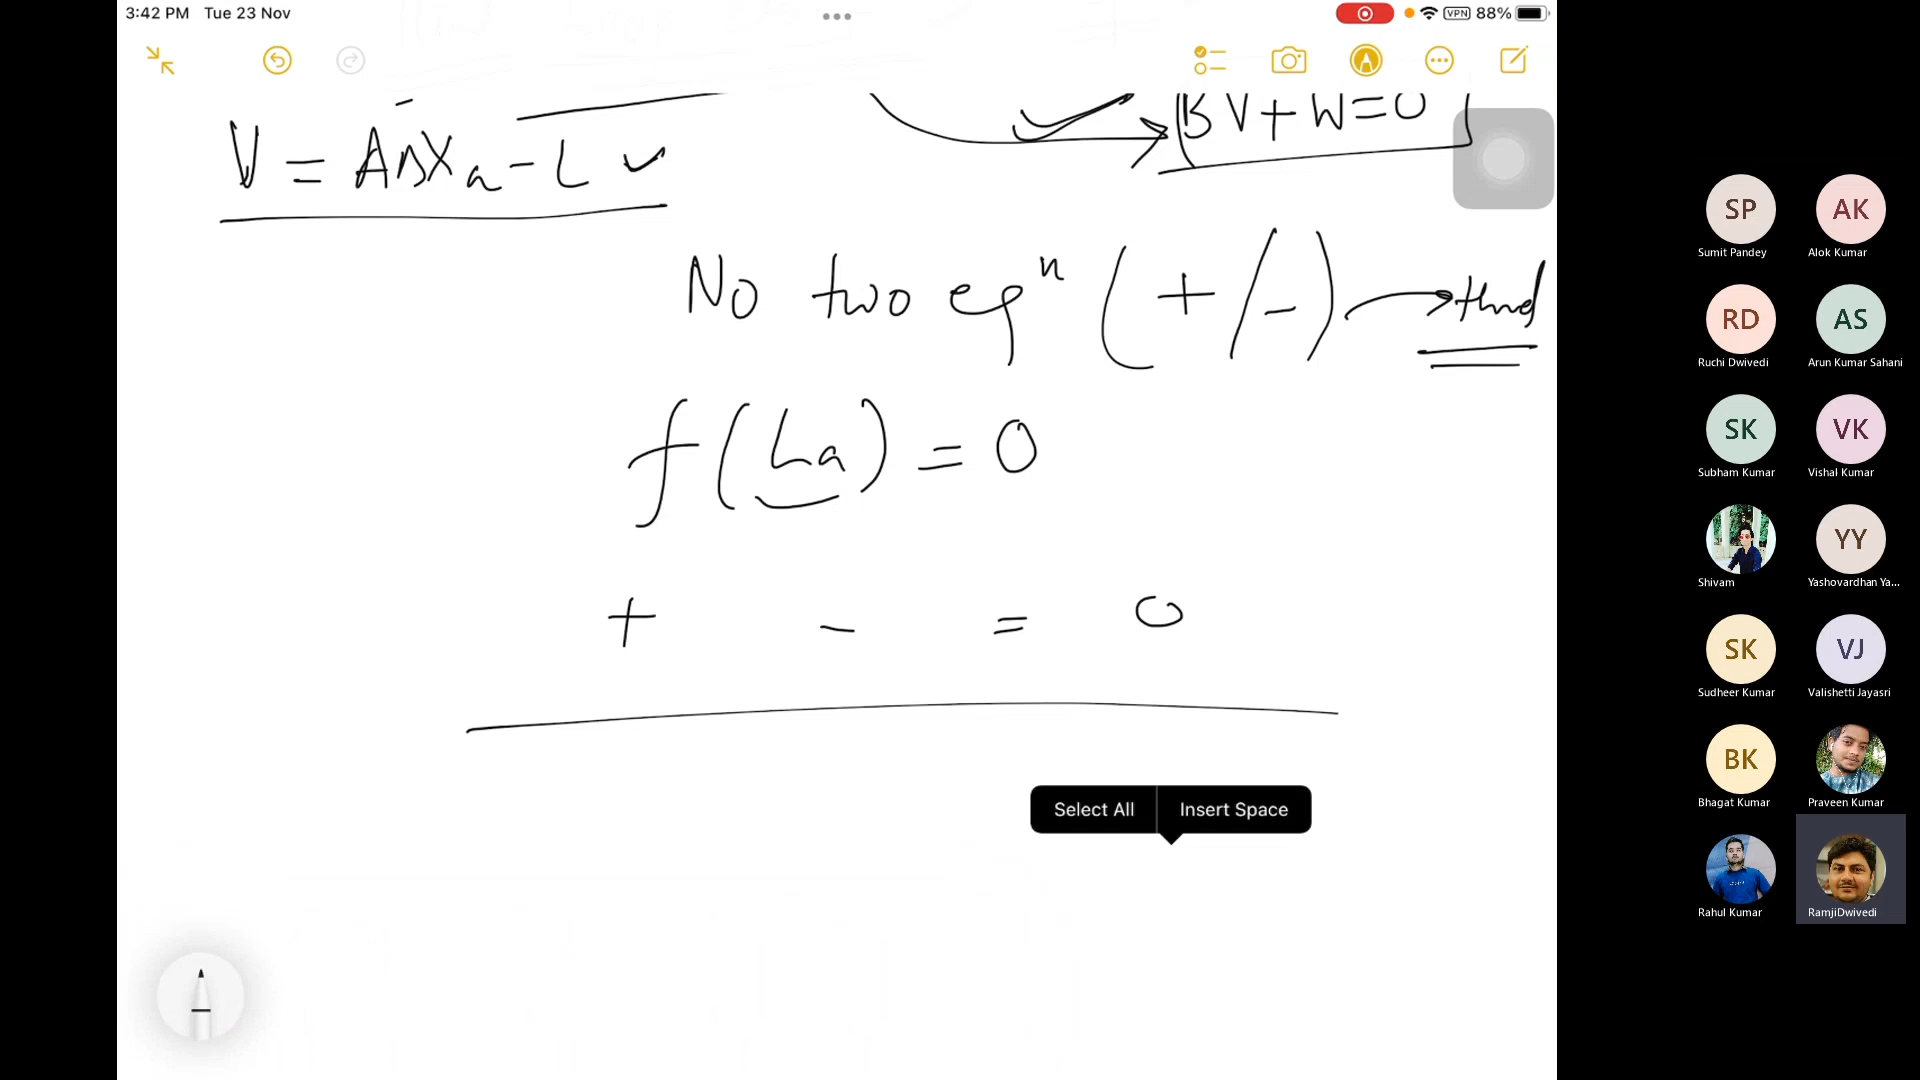 3:42 PM Tue 23 Nov
VPN 88%
BV+W=0
V = AΔXa - L ✓
No two eqn (+/-) → third
f(La) = 0
+ - = 0
Select All Insert Space
SP AK
Sumit Pandey Alok Kumar
RD AS
Ruchi Dwivedi Arun Kumar Sahani
SK VK
Subham Kumar Vishal Kumar
YY
Shivam Yashovardhan Ya...
SK VJ
Sudheer Kumar Valishetti Jayasri
BK
Bhagat Kumar Praveen Kumar
Rahul Kumar RamjiDwivedi